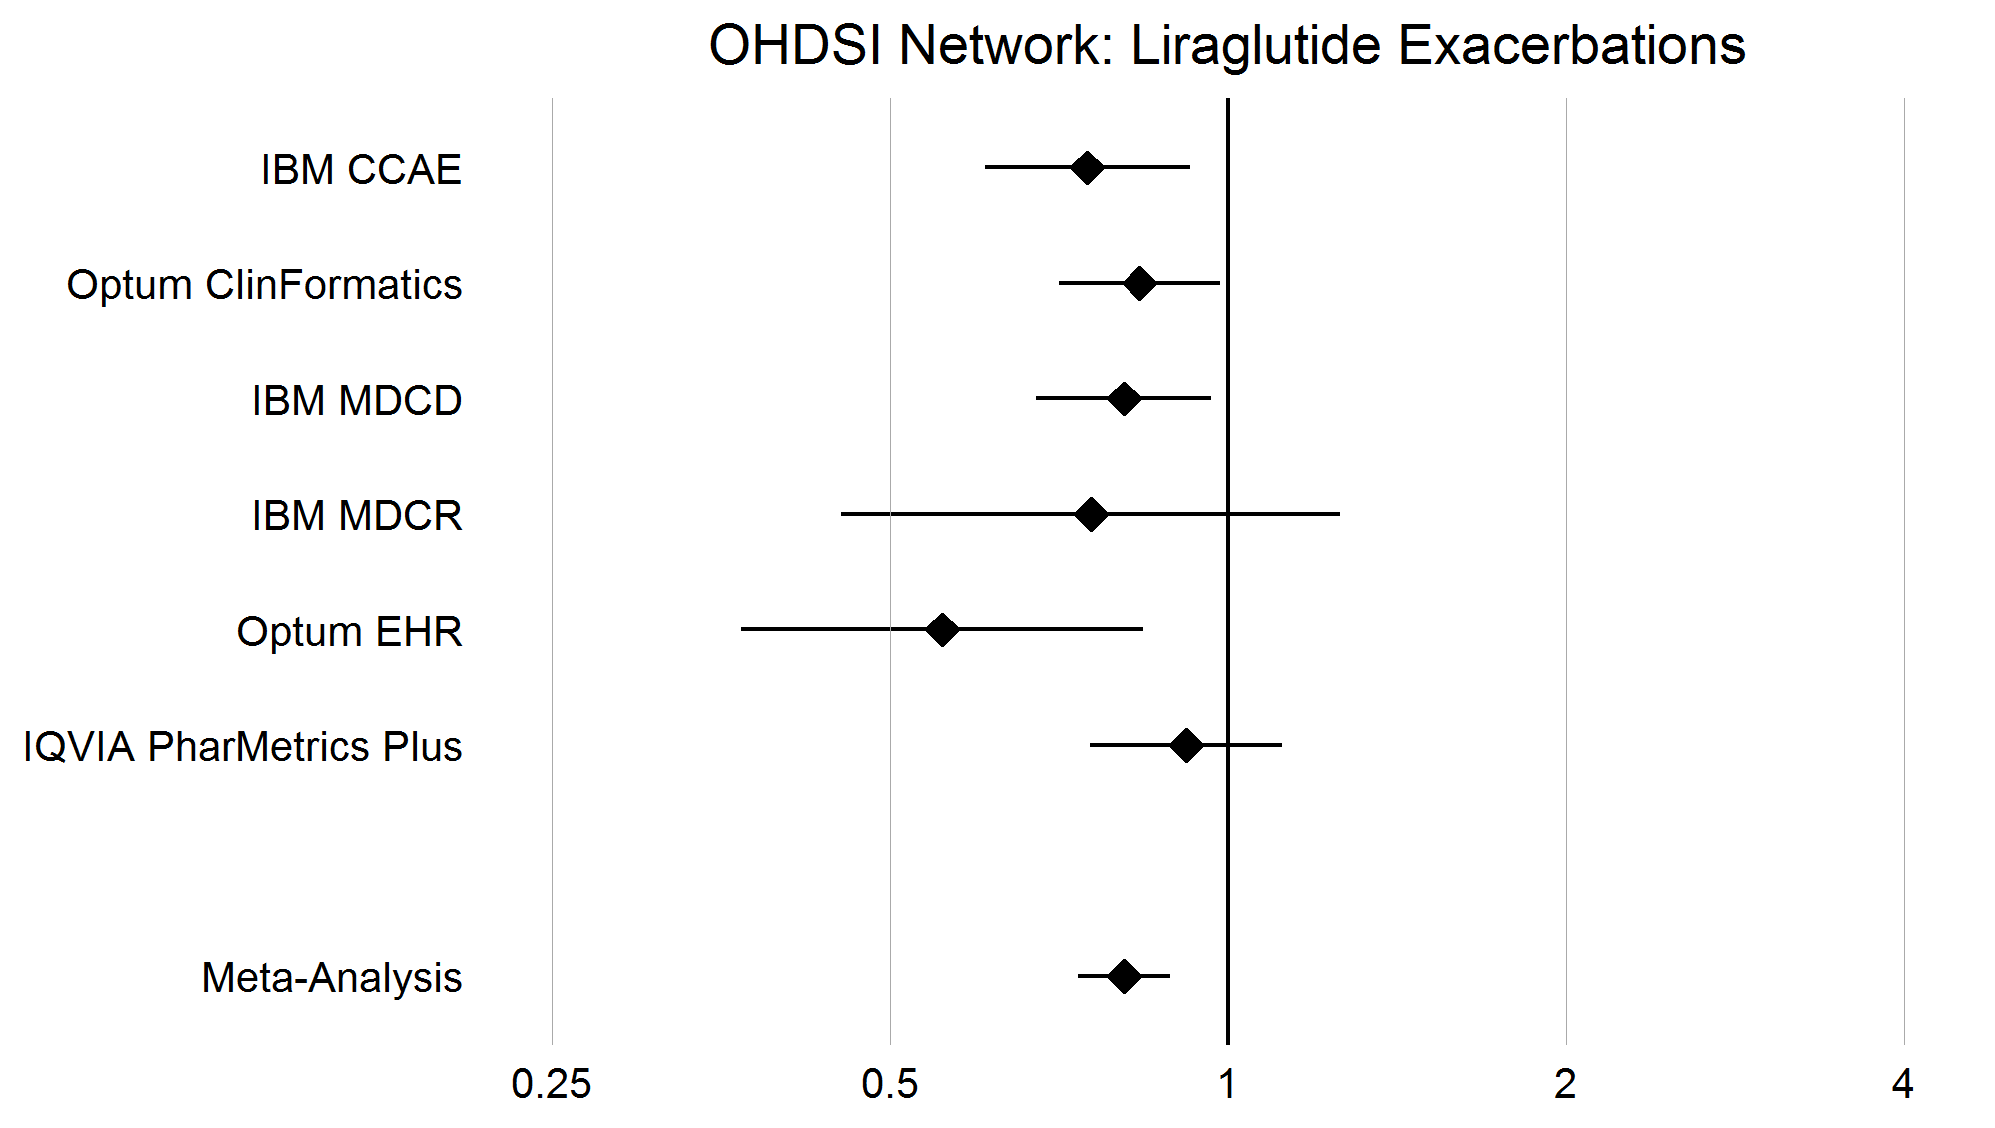 OHDSI Network: Liraglutide Exacerbations
IBM CCAE
Optum ClinFormatics
IBM MDCD
IBM MDCR
Optum EHR
IQVIA PharMetrics Plus
Meta-Analysis
0.25 0.5 1 2 4